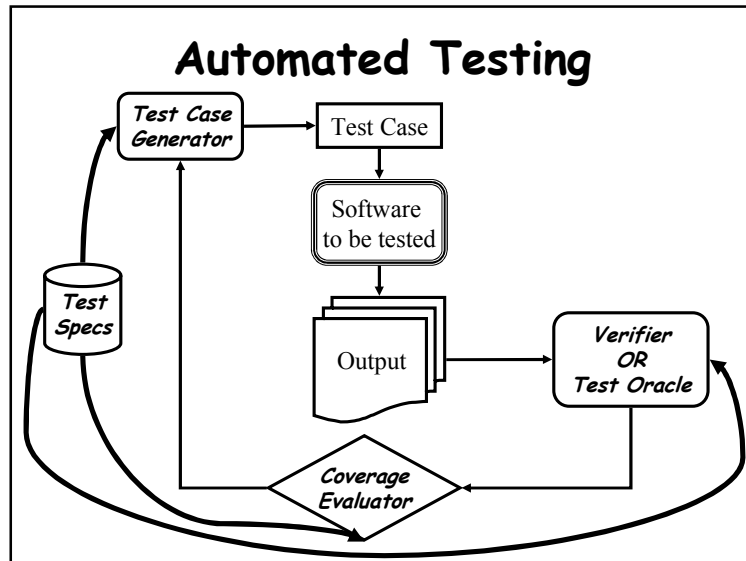 Automated Testing
Test Case
Generator
Test Case
Software
to be tested
Test
Specs
Output
Verifier
OR
Test Oracle
Coverage
Evaluator